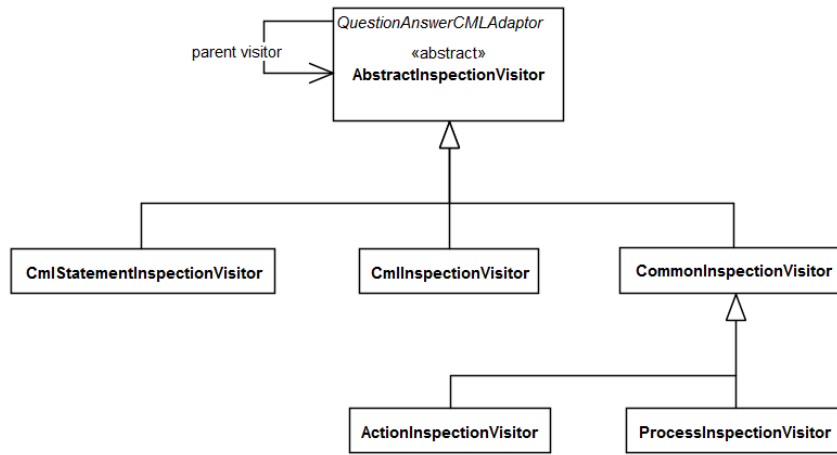 QuestionAnswerCMLAdaptor
parent visitor
«abstract»
AbstractInspectionVisitor
CmlStatementInspectionVisitor
CmlInspectionVisitor
CommonInspectionVisitor
ActionInspectionVisitor
ProcessInspectionVisitor